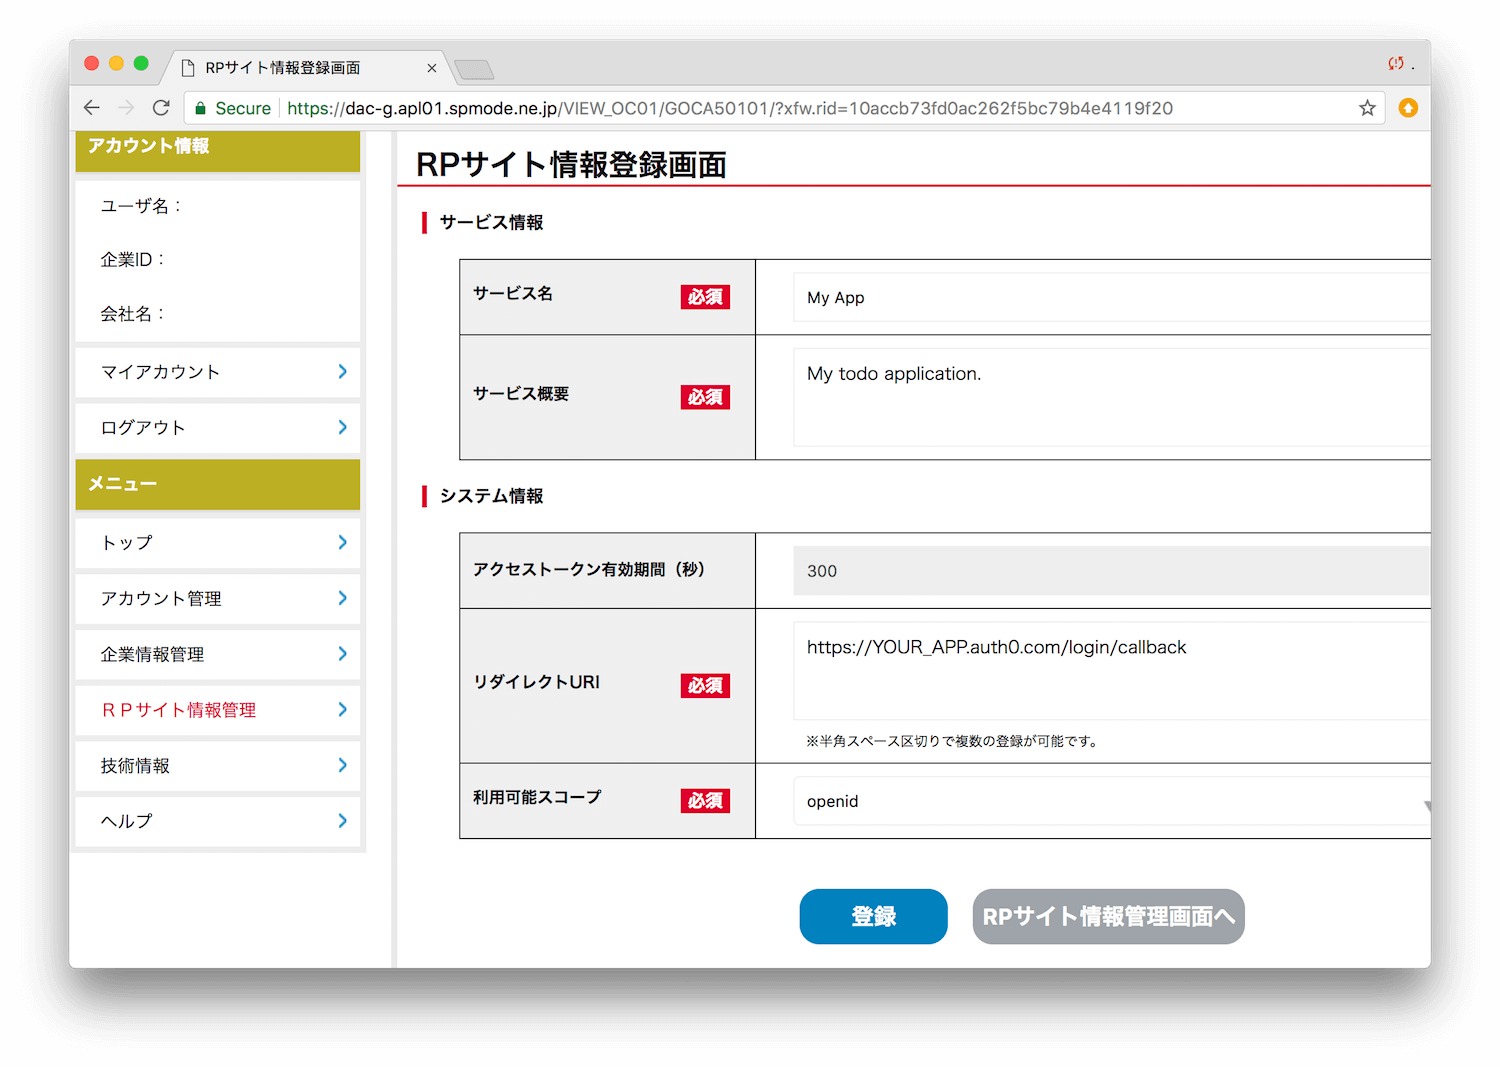 RPサイト情報登録画面
Secure https://dac-g.apl01.spmode.ne.jp/VIEW_OC01/GOCA50101/?xfw.rid=10accb73fd0ac262f5bc79b4e4119f20
アカウント情報
ユーザ名：
企業ID：
会社名：
マイアカウント
ログアウト
メニュー
トップ
アカウント管理
企業情報管理
ＲＰサイト情報管理
技術情報
ヘルプ
RPサイト情報登録画面
サービス情報
サービス名 必須 My App
サービス概要 必須 My todo application.
システム情報
アクセストークン有効期間（秒） 300
リダイレクトURI 必須 https://YOUR_APP.auth0.com/login/callback
※半角スペース区切りで複数の登録が可能です。
利用可能スコープ 必須 openid
登録 RPサイト情報管理画面へ